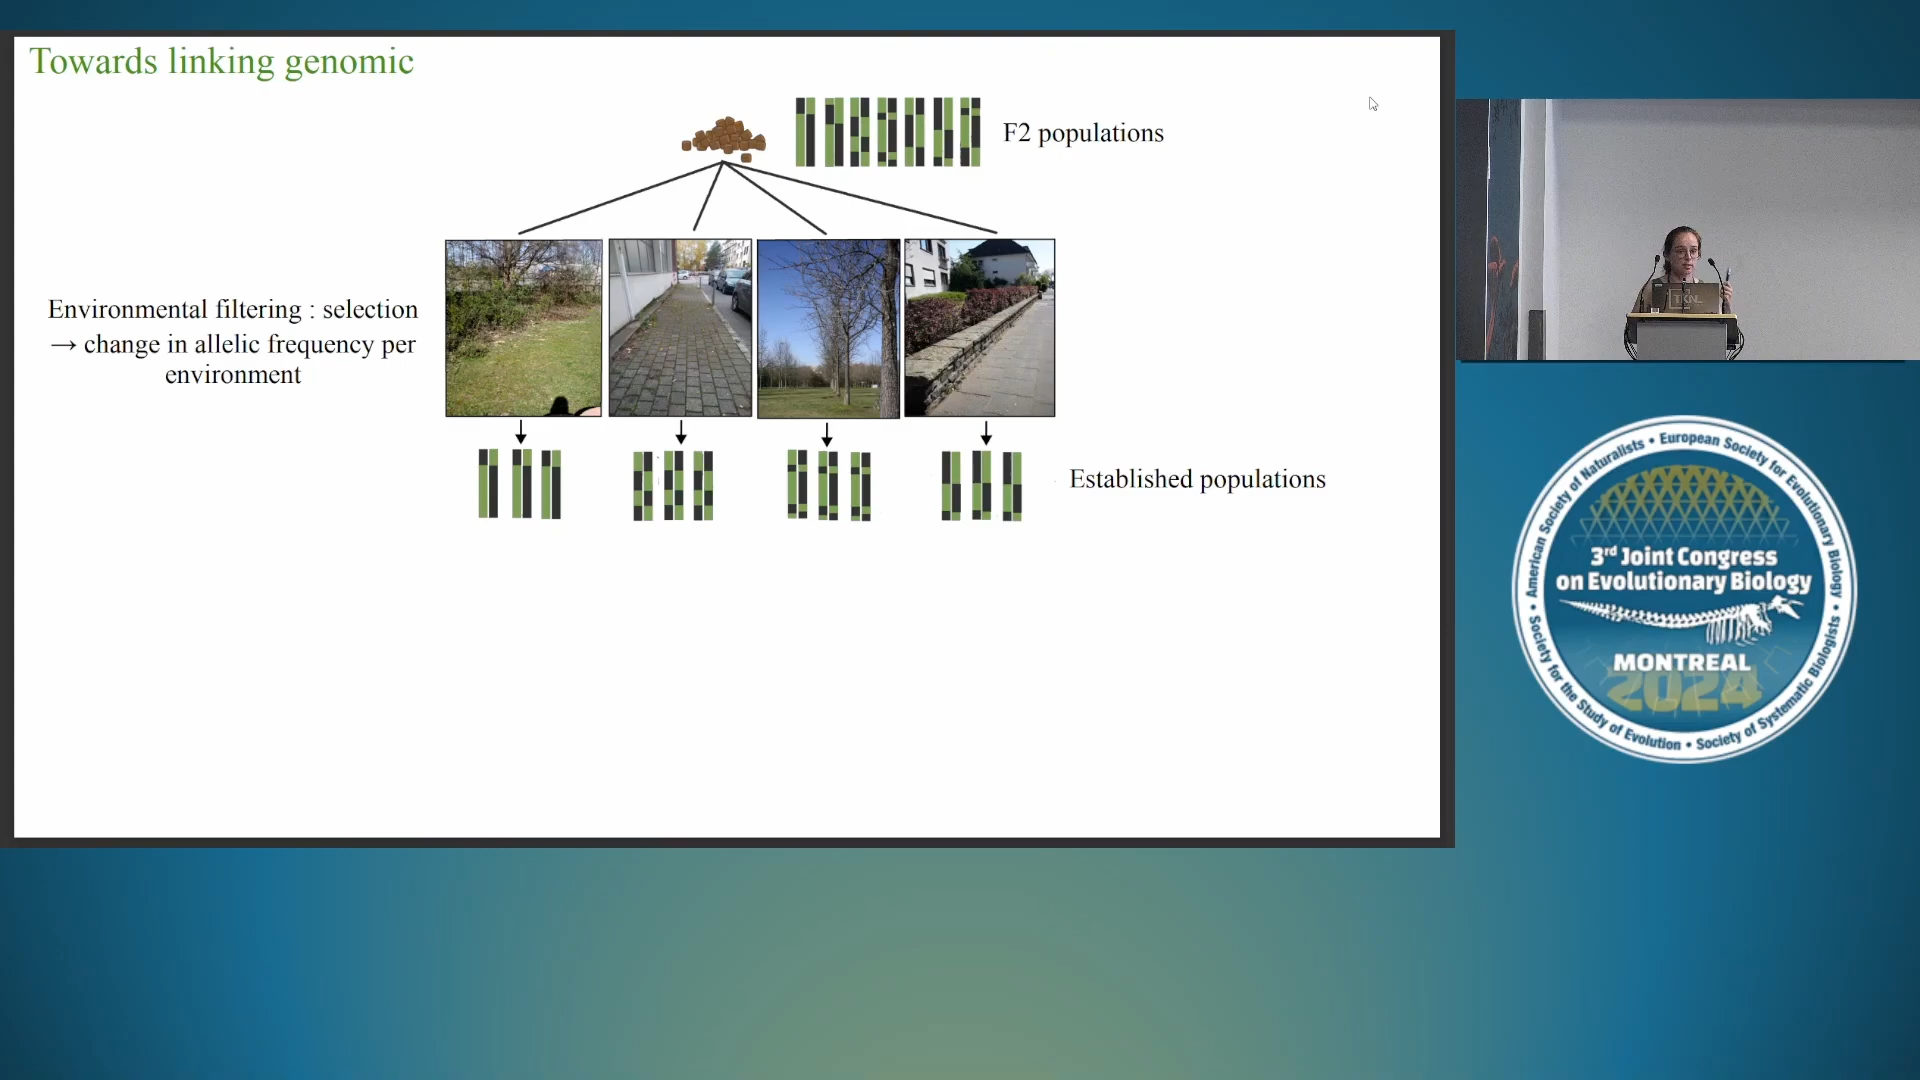 Towards linking genomic
F2 populations
Environmental filtering : selection
→ change in allelic frequency per
environment
Established populations
TKNL
American Society of Naturalists • European Society for Evolutionary Biology • Society of Systematic Biologists • Society for the Study of Evolution •
3rd Joint Congress
on Evolutionary Biology
MONTREAL
2024